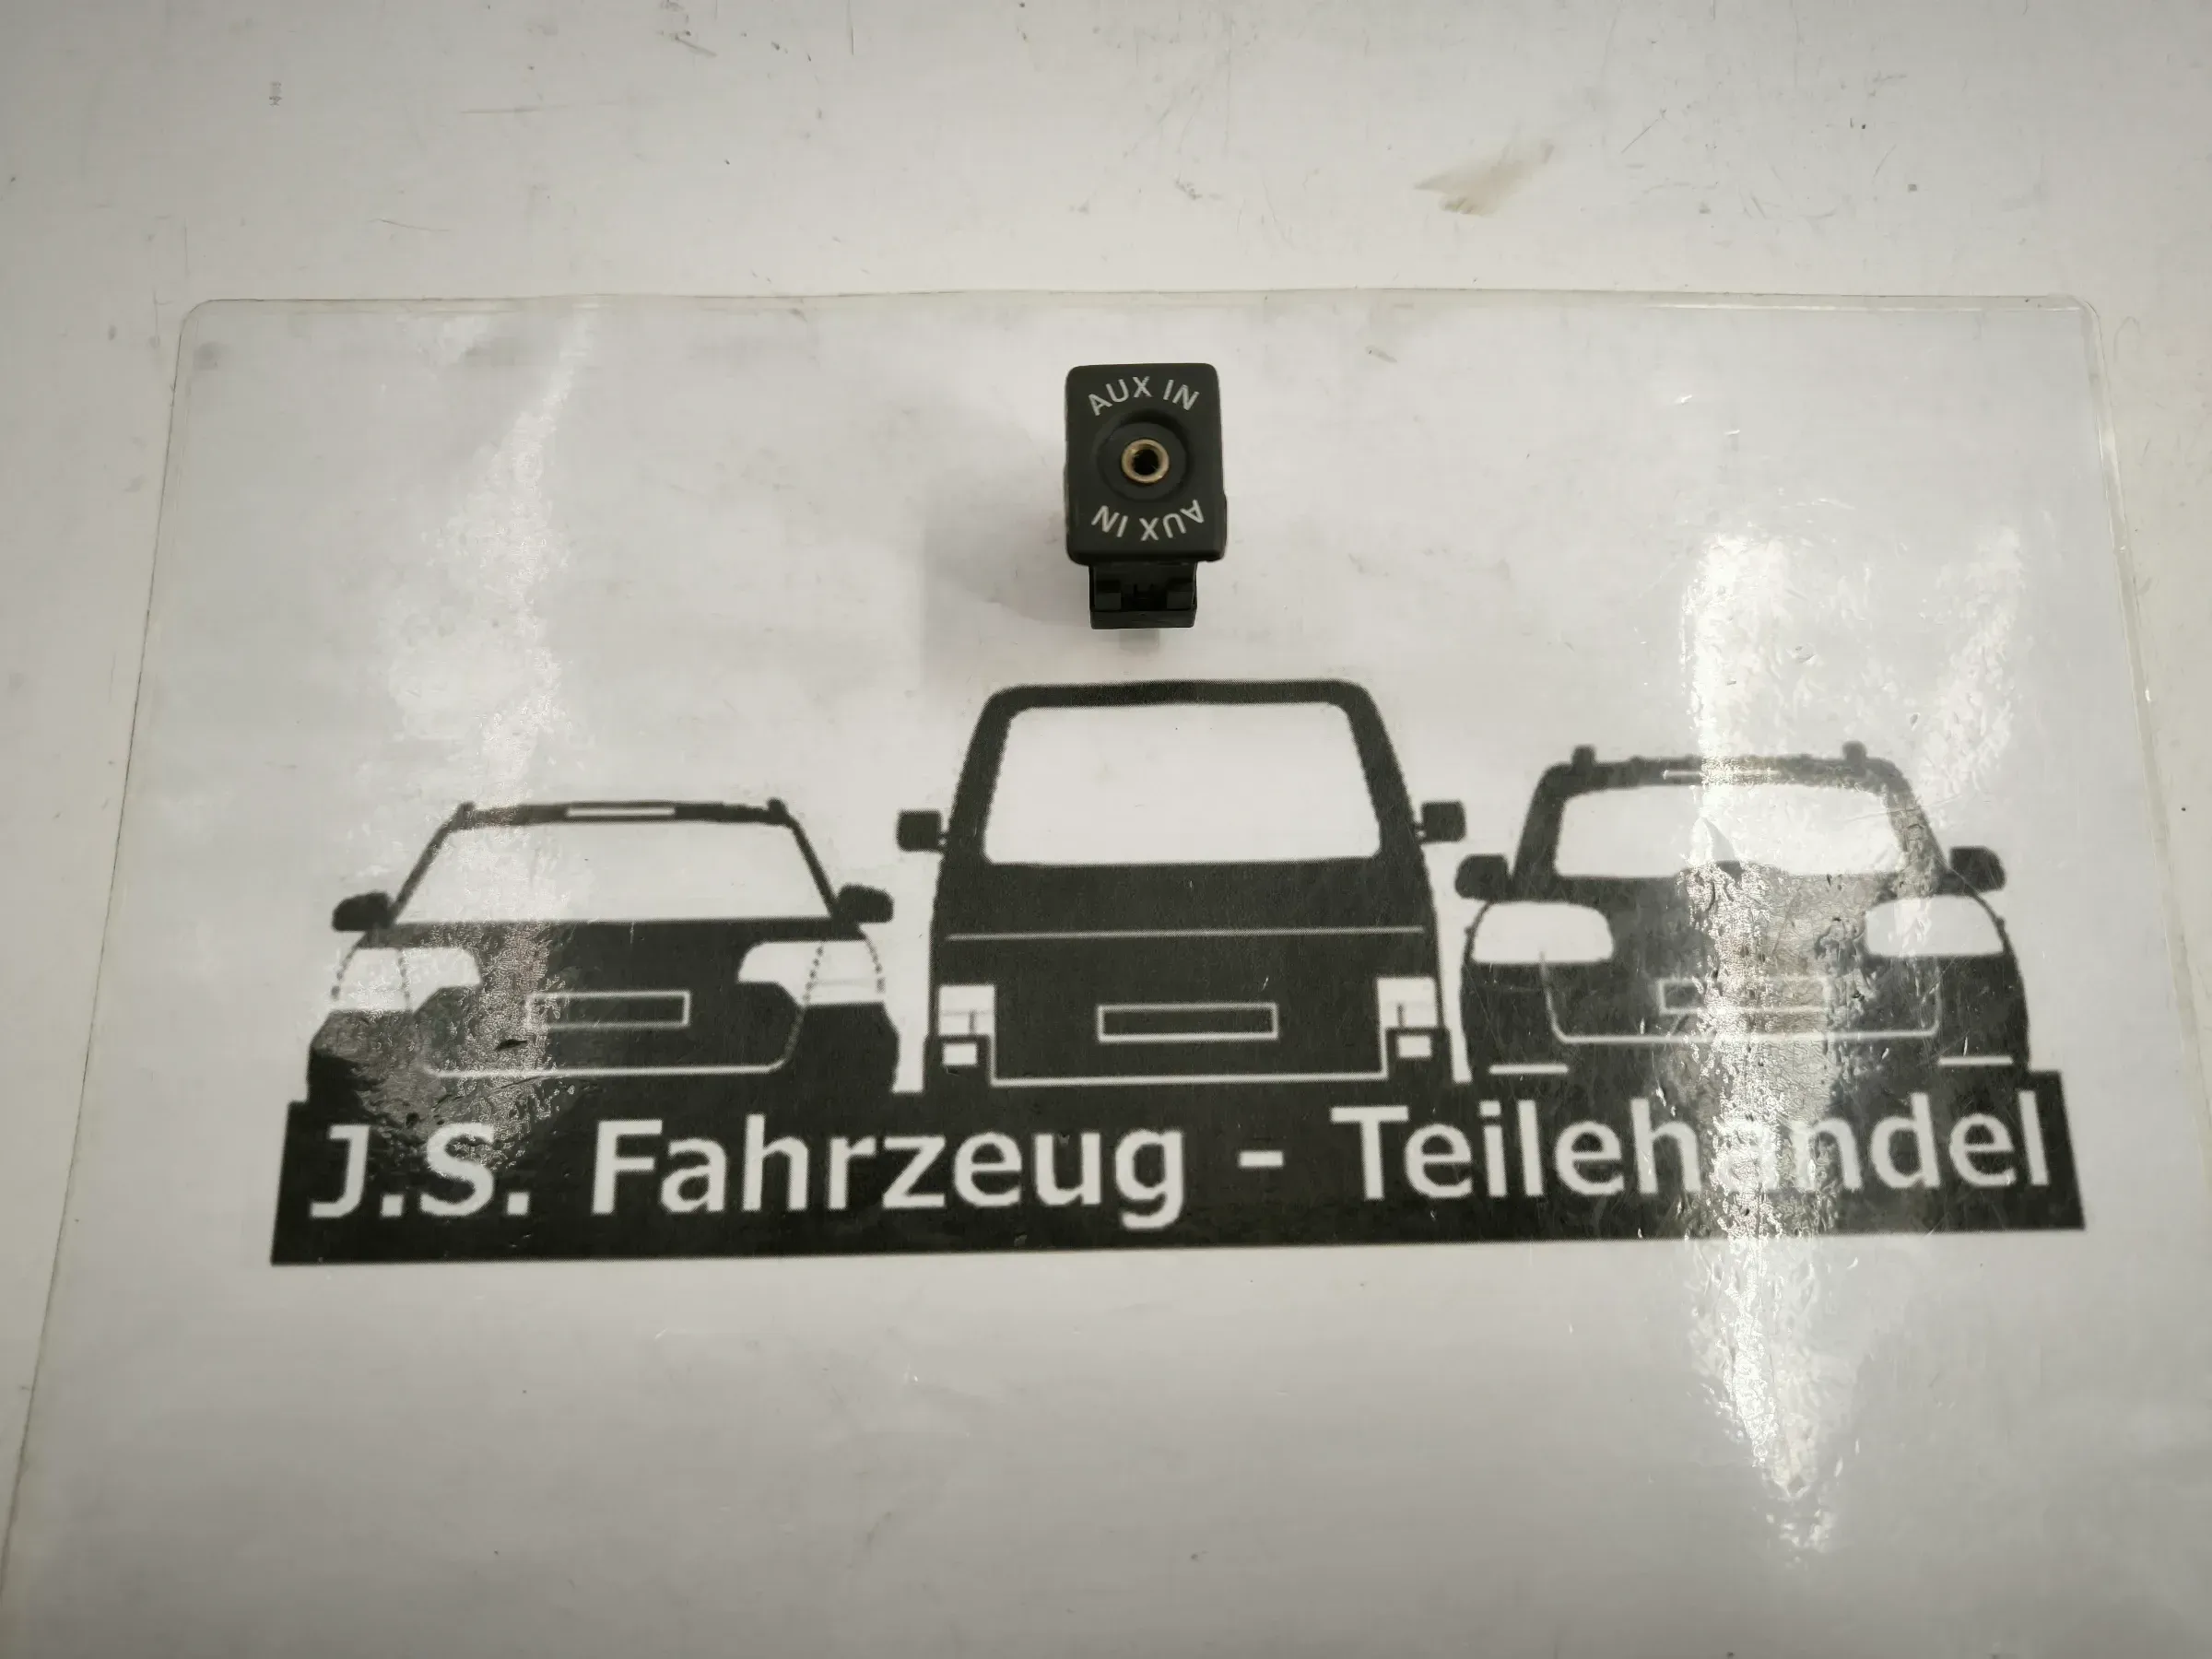 AUX IN
AUX IN
J.S. Fahrzeug - Teilehandel